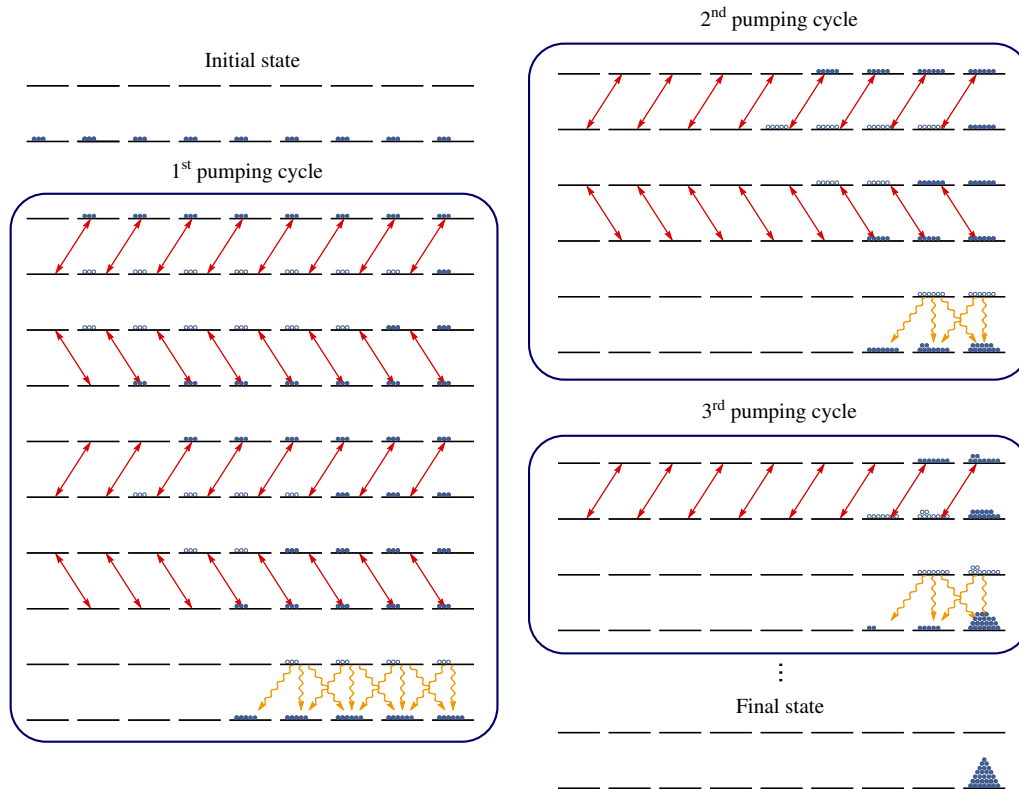 Initial state
1st pumping cycle
2nd pumping cycle
3rd pumping cycle
⋮
Final state